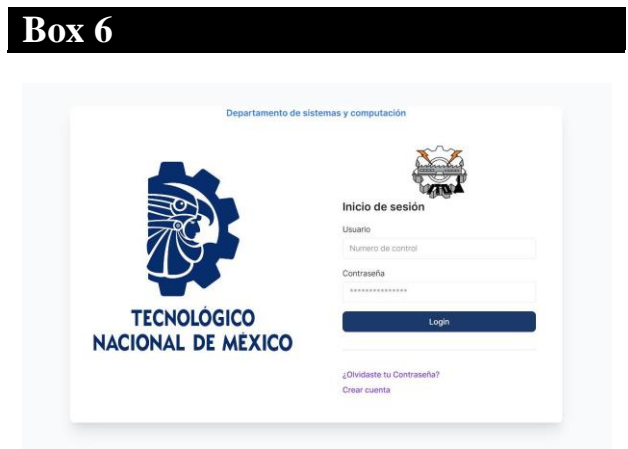 Box 6
Departamento de sistemas y computación
TECNOLÓGICO
NACIONAL DE MÉXICO
Inicio de sesión
Usuario
Numero de control
Contraseña
***************
Login
¿Olvidaste tu Contraseña?
Crear cuenta